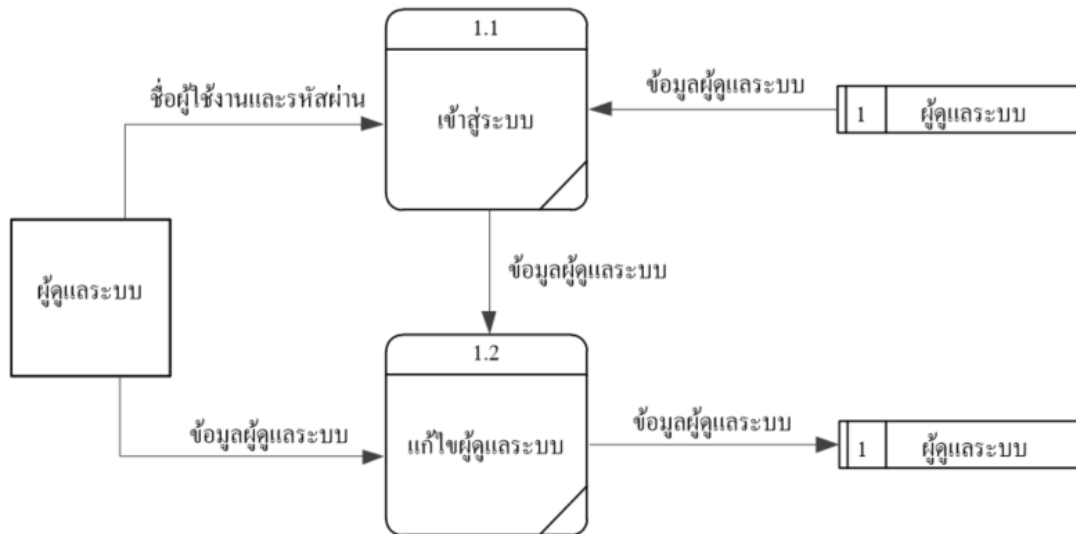 1.1
ชื่อผู้ใช้งานและรหัสผ่าน
ข้อมูลผู้ดูแลระบบ
เข้าสู่ระบบ
1
ผู้ดูแลระบบ
ข้อมูลผู้ดูแลระบบ
ผู้ดูแลระบบ
1.2
ข้อมูลผู้ดูแลระบบ
แก้ไขผู้ดูแลระบบ
ข้อมูลผู้ดูแลระบบ
1
ผู้ดูแลระบบ